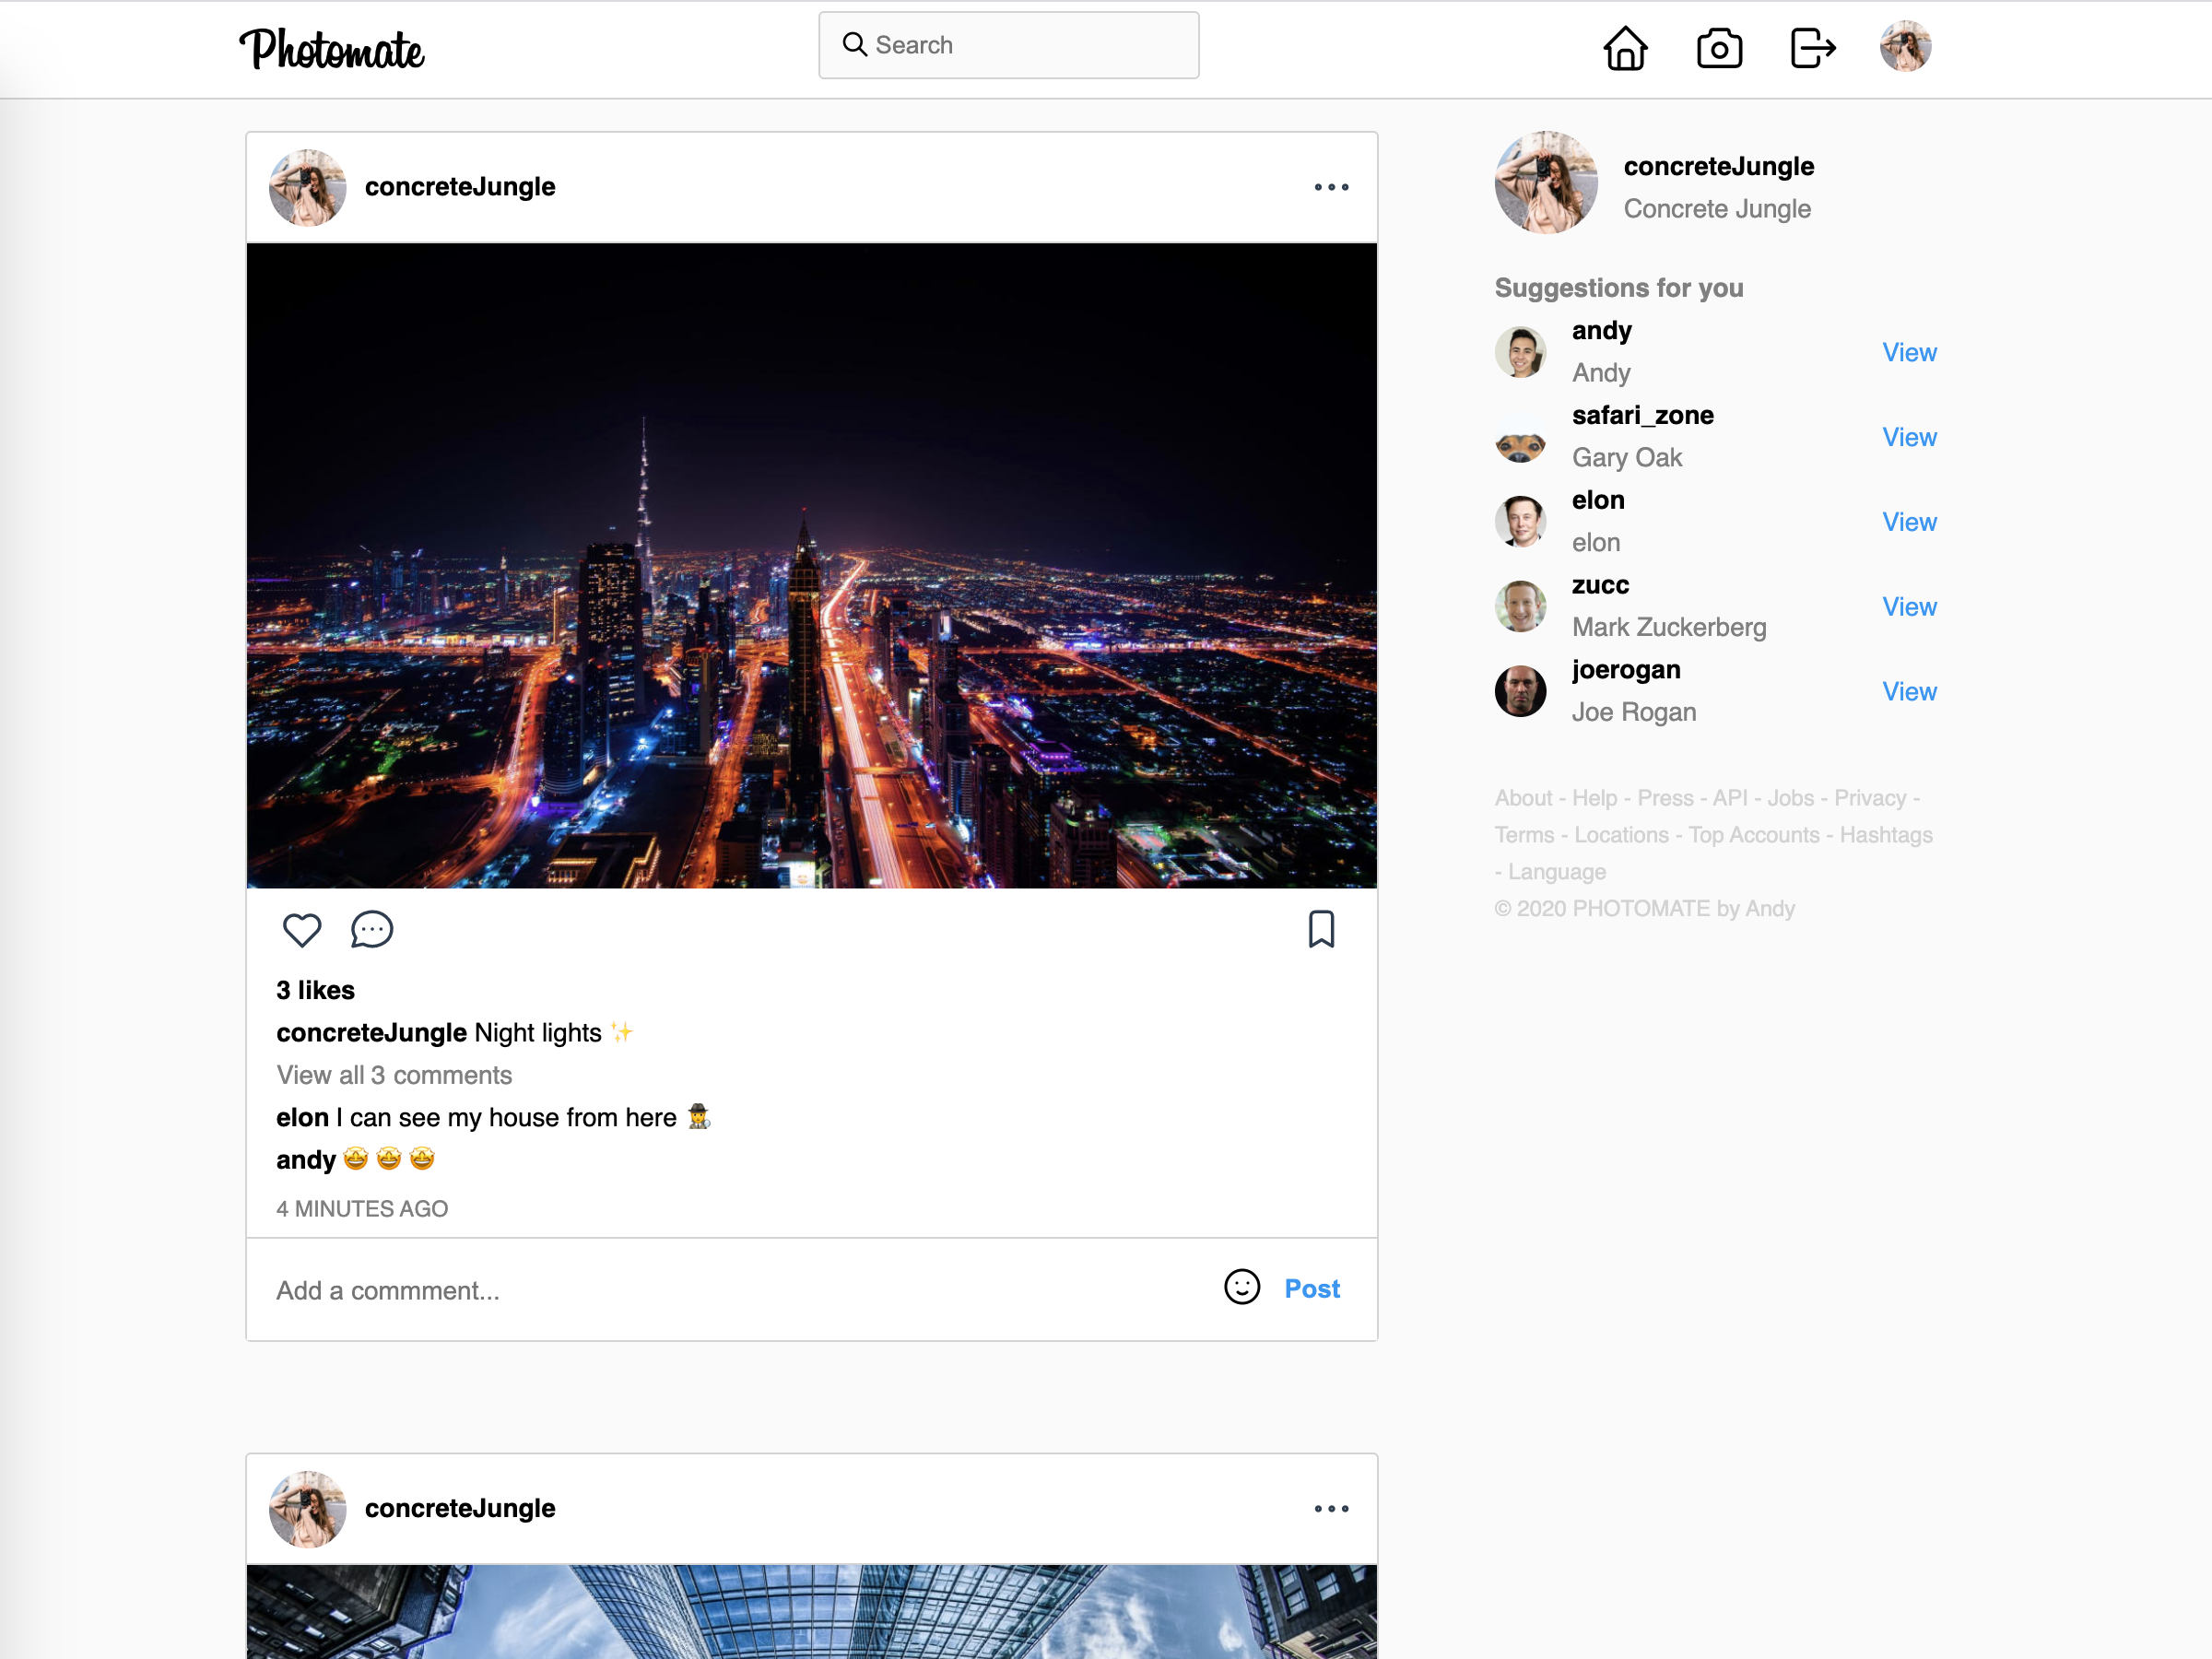 Photomate
Search
concreteJungle
3 likes
concreteJungle Night lights ✨
View all 3 comments
elon I can see my house from here 🕵️
andy 🤩 🤩 🤩
4 MINUTES AGO
Add a commment...
Post
concreteJungle
concreteJungle
Concrete Jungle
Suggestions for you
andy
Andy
View
safari_zone
Gary Oak
View
elon
elon
View
zucc
Mark Zuckerberg
View
joerogan
Joe Rogan
View
About - Help - Press - API - Jobs - Privacy -
Terms - Locations - Top Accounts - Hashtags
- Language
© 2020 PHOTOMATE by Andy